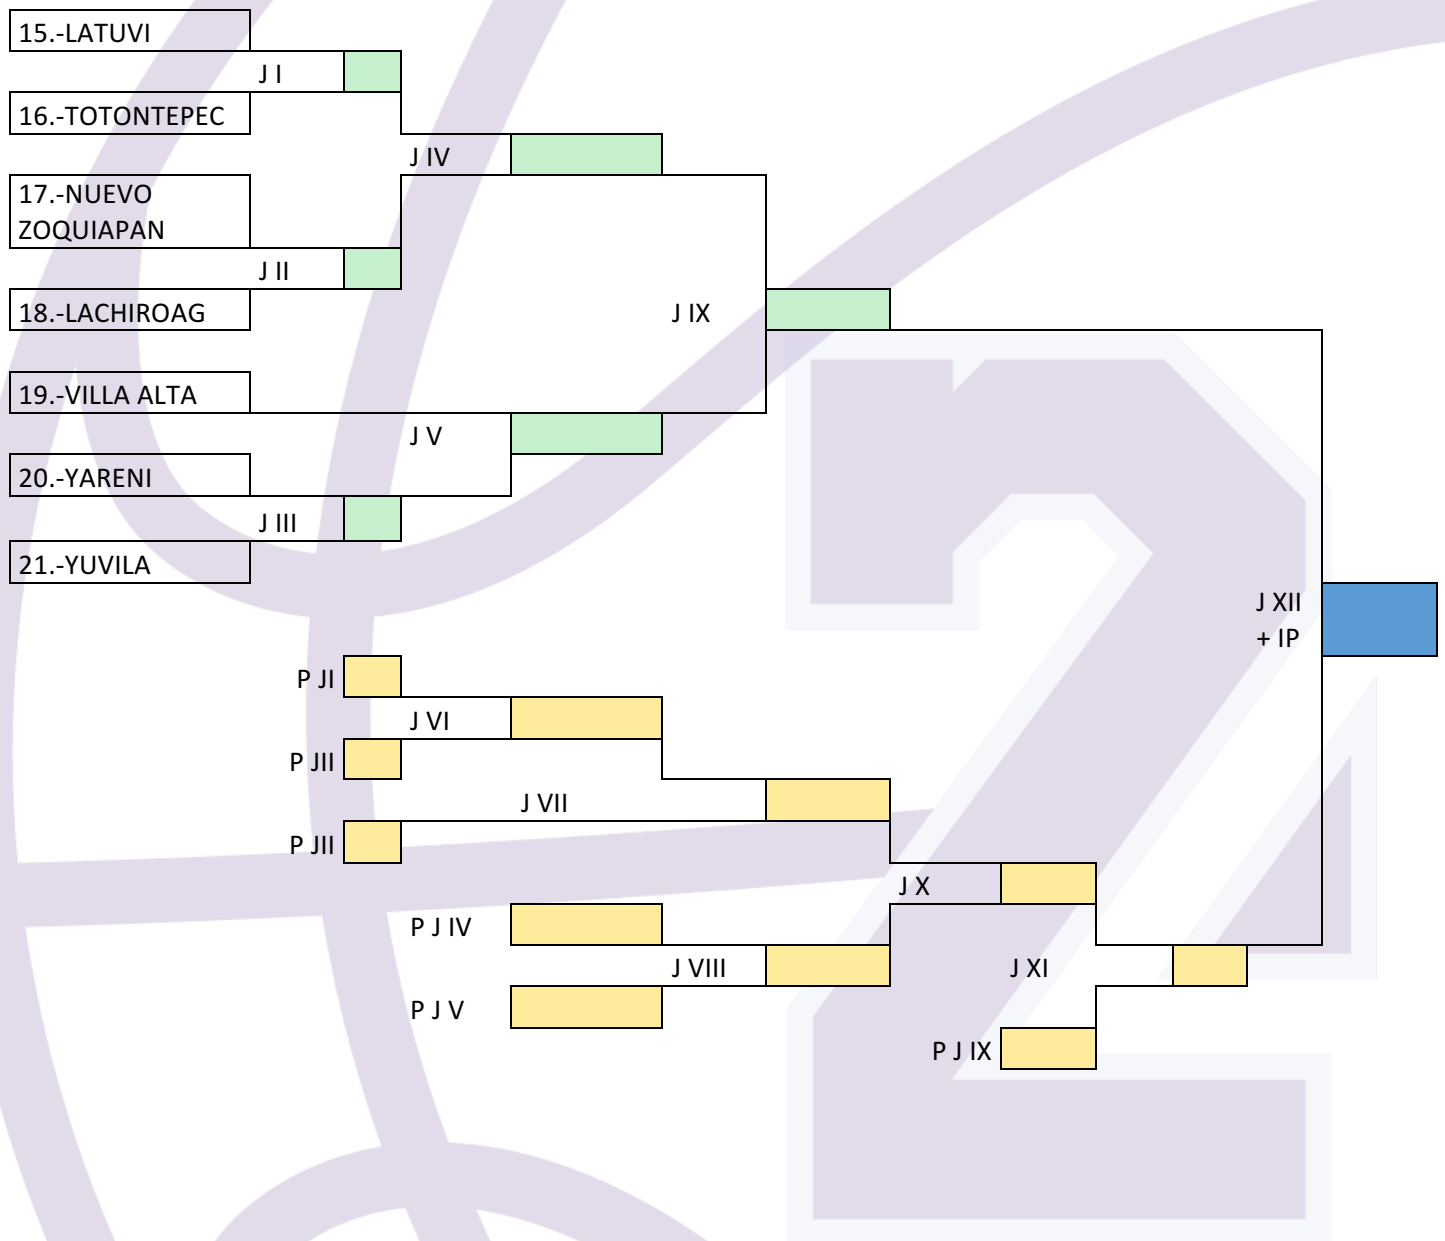 15.-LATUVI
J I
16.-TOTONTEPEC
J IV
17.-NUEVO
ZOQUIAPAN
J II
18.-LACHIROAG
J IX
19.-VILLA ALTA
J V
20.-YARENI
J III
21.-YUVILA
J XII
+ IP
P JI
J VI
P JII
J VII
P JII
J X
P J IV
J VIII
J XI
P J V
P J IX
2